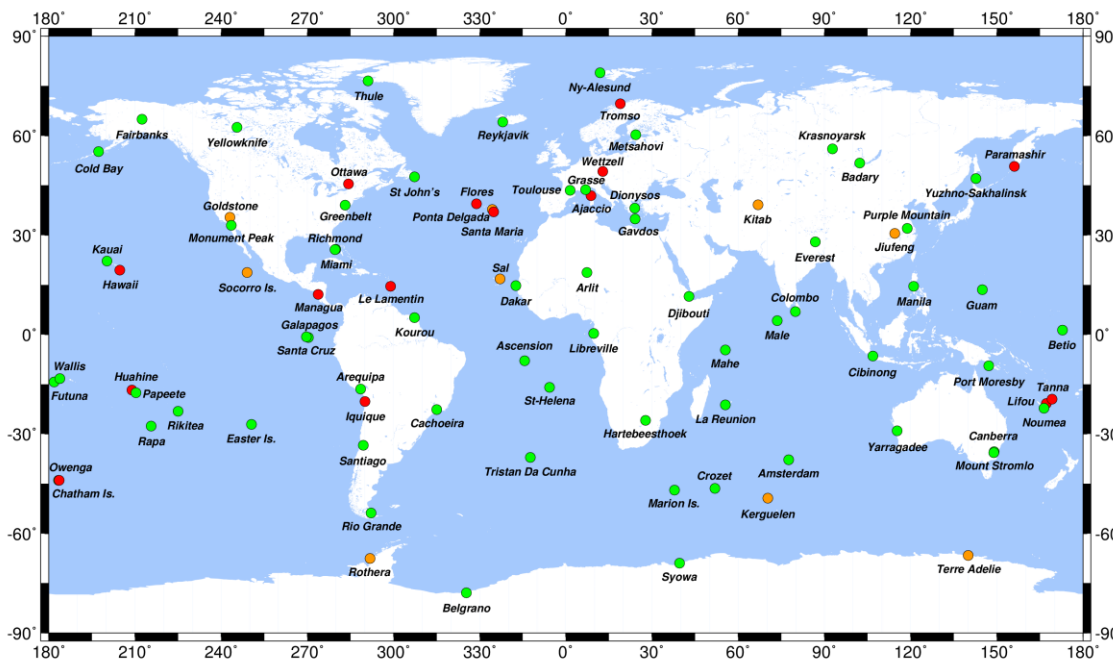 180˚ 210˚ 240˚ 270˚ 300˚ 330˚ 0˚ 30˚ 60˚ 90˚ 120˚ 150˚ 180˚
90˚ 90˚
Ny-Alesund
Thule
Tromso
Fairbanks
Yellowknife
Reykjavik
Metsahovi
Krasnoyarsk
60˚ 60˚
Cold Bay
Wettzell
Badary
Paramashir
Ottawa
St John's
Flores
Toulouse
Grasse
Ajaccio
Dionysos
Yuzhno-Sakhalinsk
Goldstone
Greenbelt
Ponta Delgada
Santa Maria
Gavdos
Kitab
Purple Mountain
Jiufeng
30˚ 30˚
Monument Peak
Richmond
Miami
Everest
Kauai
Hawaii
Socorro Is.
Sal
Dakar
Arlit
Djibouti
Colombo
Manila
Guam
Managua
Le Lamentin
Kourou
Male
0˚ 0˚
Galapagos
Santa Cruz
Ascension
Libreville
Mahe
Cibinong
Betio
Port Moresby
Wallis
Futuna
Huahine
Papeete
Arequipa
Iquique
St-Helena
La Reunion
Tanna
Lifou
Noumea
Rikitea
Rapa
Easter Is.
Cachoeira
Hartebeesthoek
Yarragadee
-30˚ -30˚
Santiago
Canberra
Mount Stromlo
Owenga
Chatham Is.
Tristan Da Cunha
Marion Is.
Crozet
Amsterdam
Kerguelen
Rio Grande
-60˚ -60˚
Rothera
Syowa
Terre Adelie
Belgrano
-90˚ -90˚
180˚ 210˚ 240˚ 270˚ 300˚ 330˚ 0˚ 30˚ 60˚ 90˚ 120˚ 150˚ 180˚